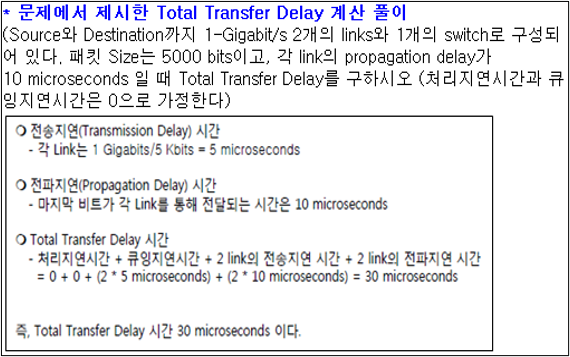 * 문제에서 제시한 Total Transfer Delay 계산 풀이
(Source와 Destination까지 1-Gigabit/s 2개의 links와 1개의 switch로 구성되
어 있다. 패킷 Size는 5000 bits이고, 각 link의 propagation delay가
10 microseconds 일 때 Total Transfer Delay를 구하시오 (처리지연시간과 큐
잉지연시간은 0으로 가정한다)
○ 전송지연(Transmission Delay) 시간
- 각 Link는 1 Gigabits/5 Kbits = 5 microseconds
○ 전파지연(Propagation Delay) 시간
- 마지막 비트가 각 Link를 통해 전달되는 시간은 10 microseconds
○ Total Transfer Delay 시간
- 처리지연시간 + 큐잉지연시간 + 2 link의 전송지연 시간 + 2 link의 전파지연 시간
= 0 + 0 + (2 * 5 microseconds) + (2 * 10 microseconds) = 30 microseconds
즉, Total Transfer Delay 시간 30 microseconds 이다.